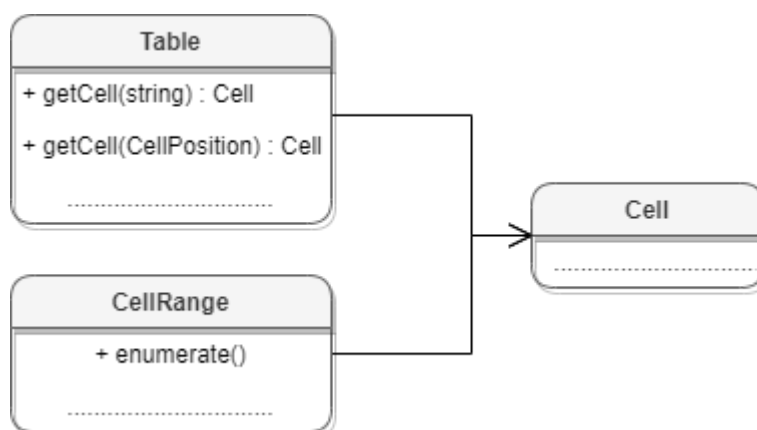 Table
+ getCell(string) : Cell
+ getCell(CellPosition) : Cell
Cell
CellRange
+ enumerate()